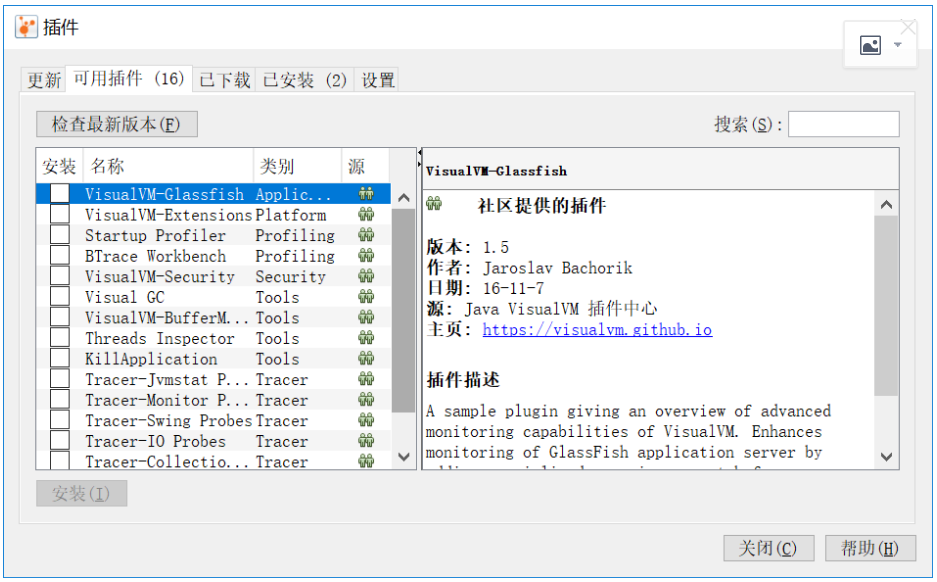 插件
更新 可用插件 (16) 已下载 已安装 (2) 设置
检查最新版本(F) 搜索(S):
安装 名称 类别 源
VisualVM-Glassfish Applic...
VisualVM-Extensions Platform
Startup Profiler Profiling
BTrace Workbench Profiling
VisualVM-Security Security
Visual GC Tools
VisualVM-BufferM... Tools
Threads Inspector Tools
KillApplication Tools
Tracer-Jvmstat P... Tracer
Tracer-Monitor P... Tracer
Tracer-Swing Probes Tracer
Tracer-IO Probes Tracer
Tracer-Collectio... Tracer
VisualVM-Glassfish
社区提供的插件
版本: 1.5
作者: Jaroslav Bachorik
日期: 16-11-7
源: Java VisualVM 插件中心
主页: https://visualvm.github.io
插件描述
A sample plugin giving an overview of advanced
monitoring capabilities of VisualVM. Enhances
monitoring of GlassFish application server by
安装(I)
关闭(C) 帮助(H)